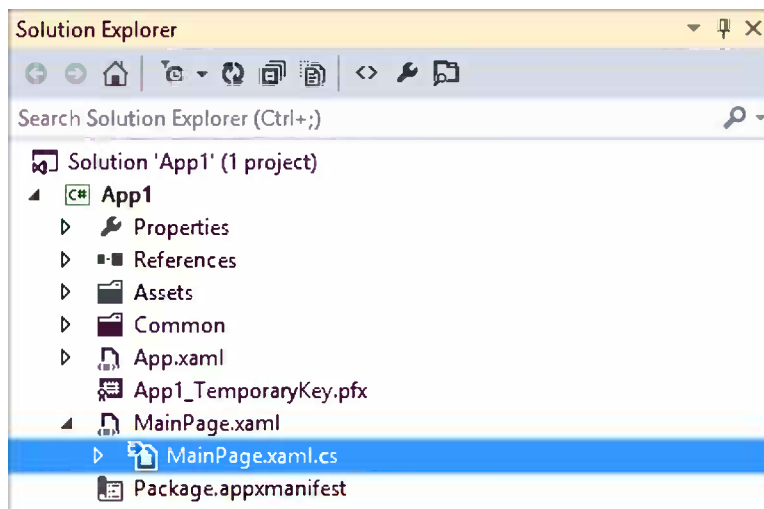 Solution Explorer
Search Solution Explorer (Ctrl+;)
Solution 'App1' (1 project)
C# App1
Properties
References
Assets
Common
App.xaml
App1_TemporaryKey.pfx
MainPage.xaml
MainPage.xaml.cs
Package.appxmanifest